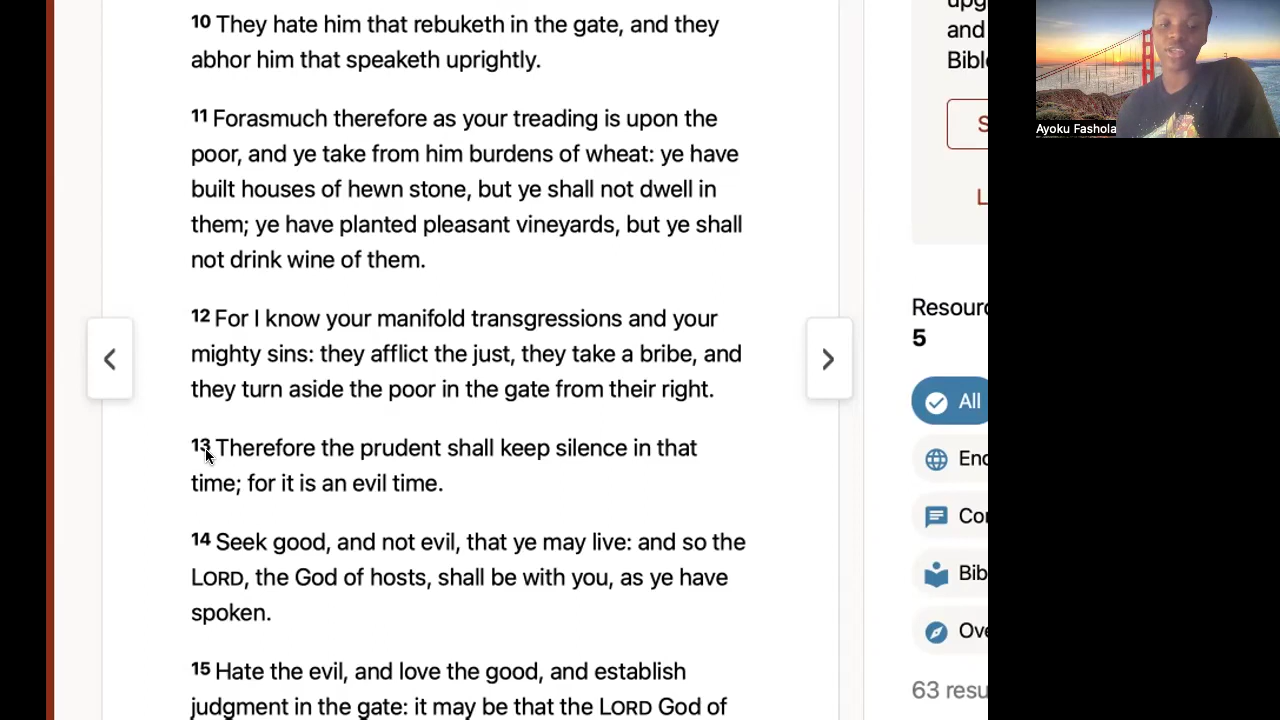 10 They hate him that rebuketh in the gate, and they
abhor him that speaketh uprightly.
11 Forasmuch therefore as your treading is upon the
poor, and ye take from him burdens of wheat: ye have
built houses of hewn stone, but ye shall not dwell in
them; ye have planted pleasant vineyards, but ye shall
not drink wine of them.
12 For I know your manifold transgressions and your
mighty sins: they afflict the just, they take a bribe, and
they turn aside the poor in the gate from their right.
13 Therefore the prudent shall keep silence in that
time; for it is an evil time.
14 Seek good, and not evil, that ye may live: and so the
LORD, the God of hosts, shall be with you, as ye have
spoken.
15 Hate the evil, and love the good, and establish
judgment in the gate: it may be that the LORD God of
upg
and
Bibl
S
L
Resourc
5
All
Enc
Con
Bib
Ove
63 resu
Ayoku Fashola